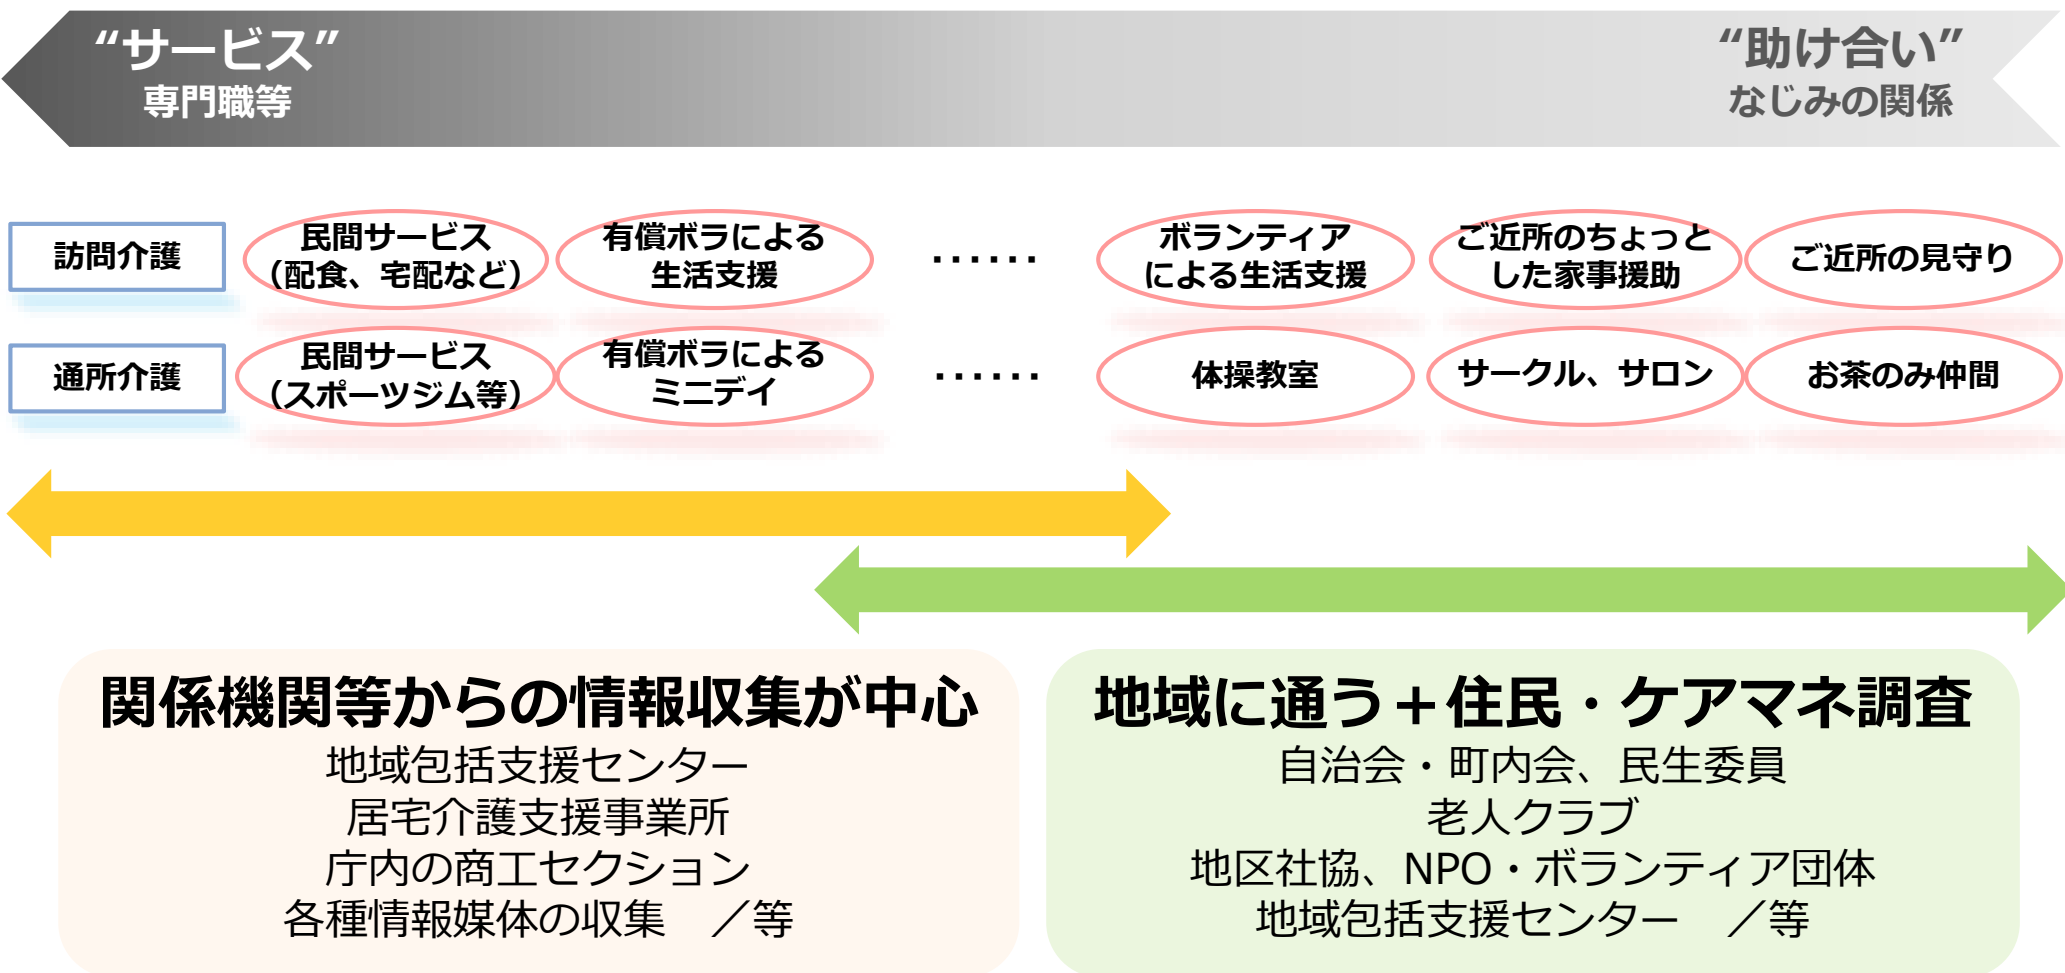 “サービス”
専門職等
“助け合い”
なじみの関係
訪問介護
民間サービス
（配食、宅配など）
有償ボラによる
生活支援
‥‥‥
ボランティア
による生活支援
ご近所のちょっと
した家事援助
ご近所の見守り
通所介護
民間サービス
（スポーツジム等）
有償ボラによる
ミニデイ
‥‥‥
体操教室
サークル、サロン
お茶のみ仲間
関係機関等からの情報収集が中心
地域包括支援センター
居宅介護支援事業所
庁内の商工セクション
各種情報媒体の収集　／等
地域に通う＋住民・ケアマネ調査
自治会・町内会、民生委員
老人クラブ
地区社協、NPO・ボランティア団体
地域包括支援センター　／等